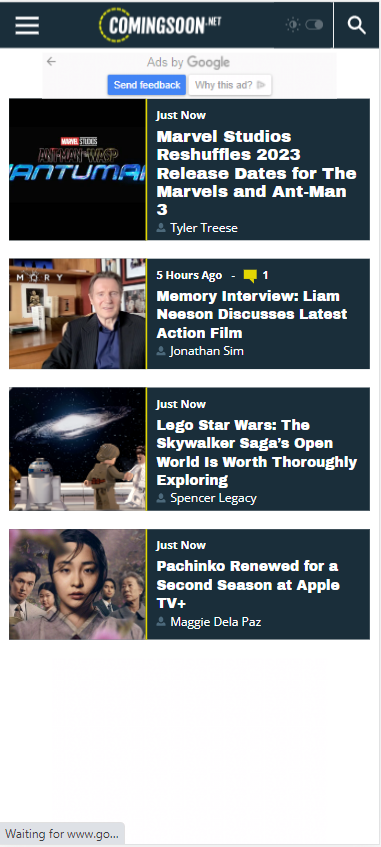 COMINGSOON.NET
Ads by Google
Send feedback
Why this ad?
Just Now
MARVEL STUDIOS
ANT-MAN AND THE WASP
ANTUMA
Marvel Studios
Reshuffles 2023
Release Dates for The
Marvels and Ant-Man
3
Tyler Treese
MORY
5 Hours Ago - 1
Memory Interview: Liam
Neeson Discusses Latest
Action Film
Jonathan Sim
Just Now
Lego Star Wars: The
Skywalker Saga's Open
World Is Worth Thoroughly
Exploring
Spencer Legacy
Just Now
Pachinko Renewed for a
Second Season at Apple
TV+
Maggie Dela Paz
Waiting for www.go...